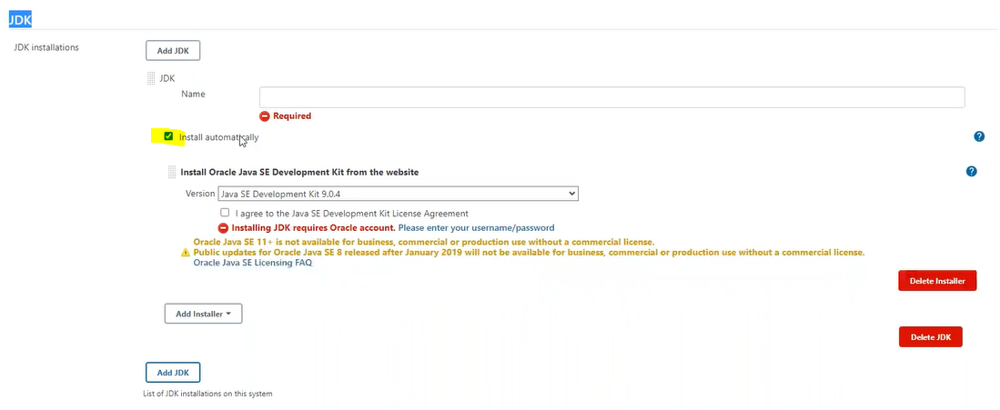 JDK
JDK installations
Add JDK
JDK
Name
Required
Install automatically
?
Install Oracle Java SE Development Kit from the website
?
Version
Java SE Development Kit 9.0.4
I agree to the Java SE Development Kit License Agreement
Installing JDK requires Oracle account. Please enter your username/password
Oracle Java SE 11+ is not available for business, commercial or production use without a commercial license.
Public updates for Oracle Java SE 8 released after January 2019 will not be available for business, commercial or production use without a commercial license.
Oracle Java SE Licensing FAQ
Delete Installer
Add Installer
Delete JDK
Add JDK
List of JDK installations on this system